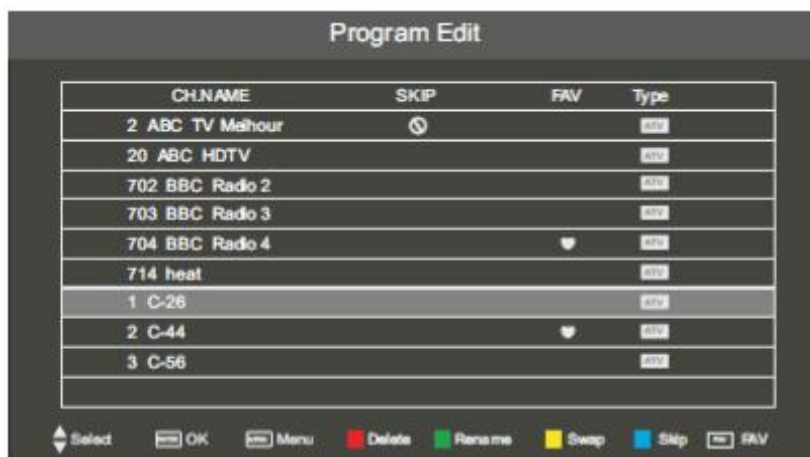 Program Edit
CH.NAME SKIP FAV Type
2 ABC TV Melhour ATV
20 ABC HDTV ATV
702 BBC Radio 2 ATV
703 BBC Radio 3 ATV
704 BBC Radio 4 ATV
714 heat ATV
1 C-26 ATV
2 C-44 ATV
3 C-56 ATV
Select OK Menu Delete Rename Swap Skip FAV